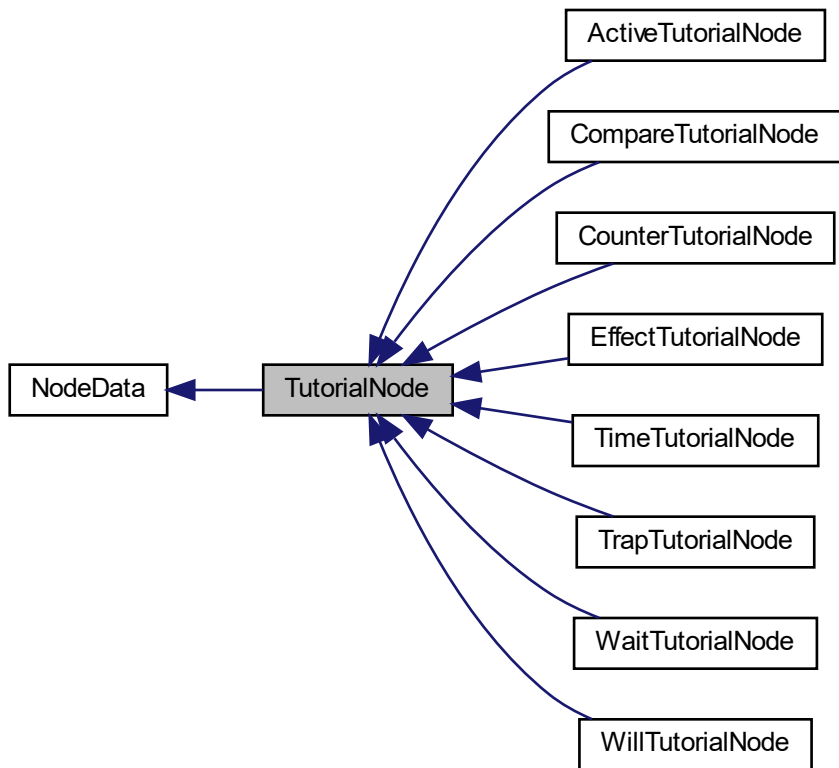 ActiveTutorialNode
CompareTutorialNode
CounterTutorialNode
EffectTutorialNode
NodeData
TutorialNode
TimeTutorialNode
TrapTutorialNode
WaitTutorialNode
WillTutorialNode